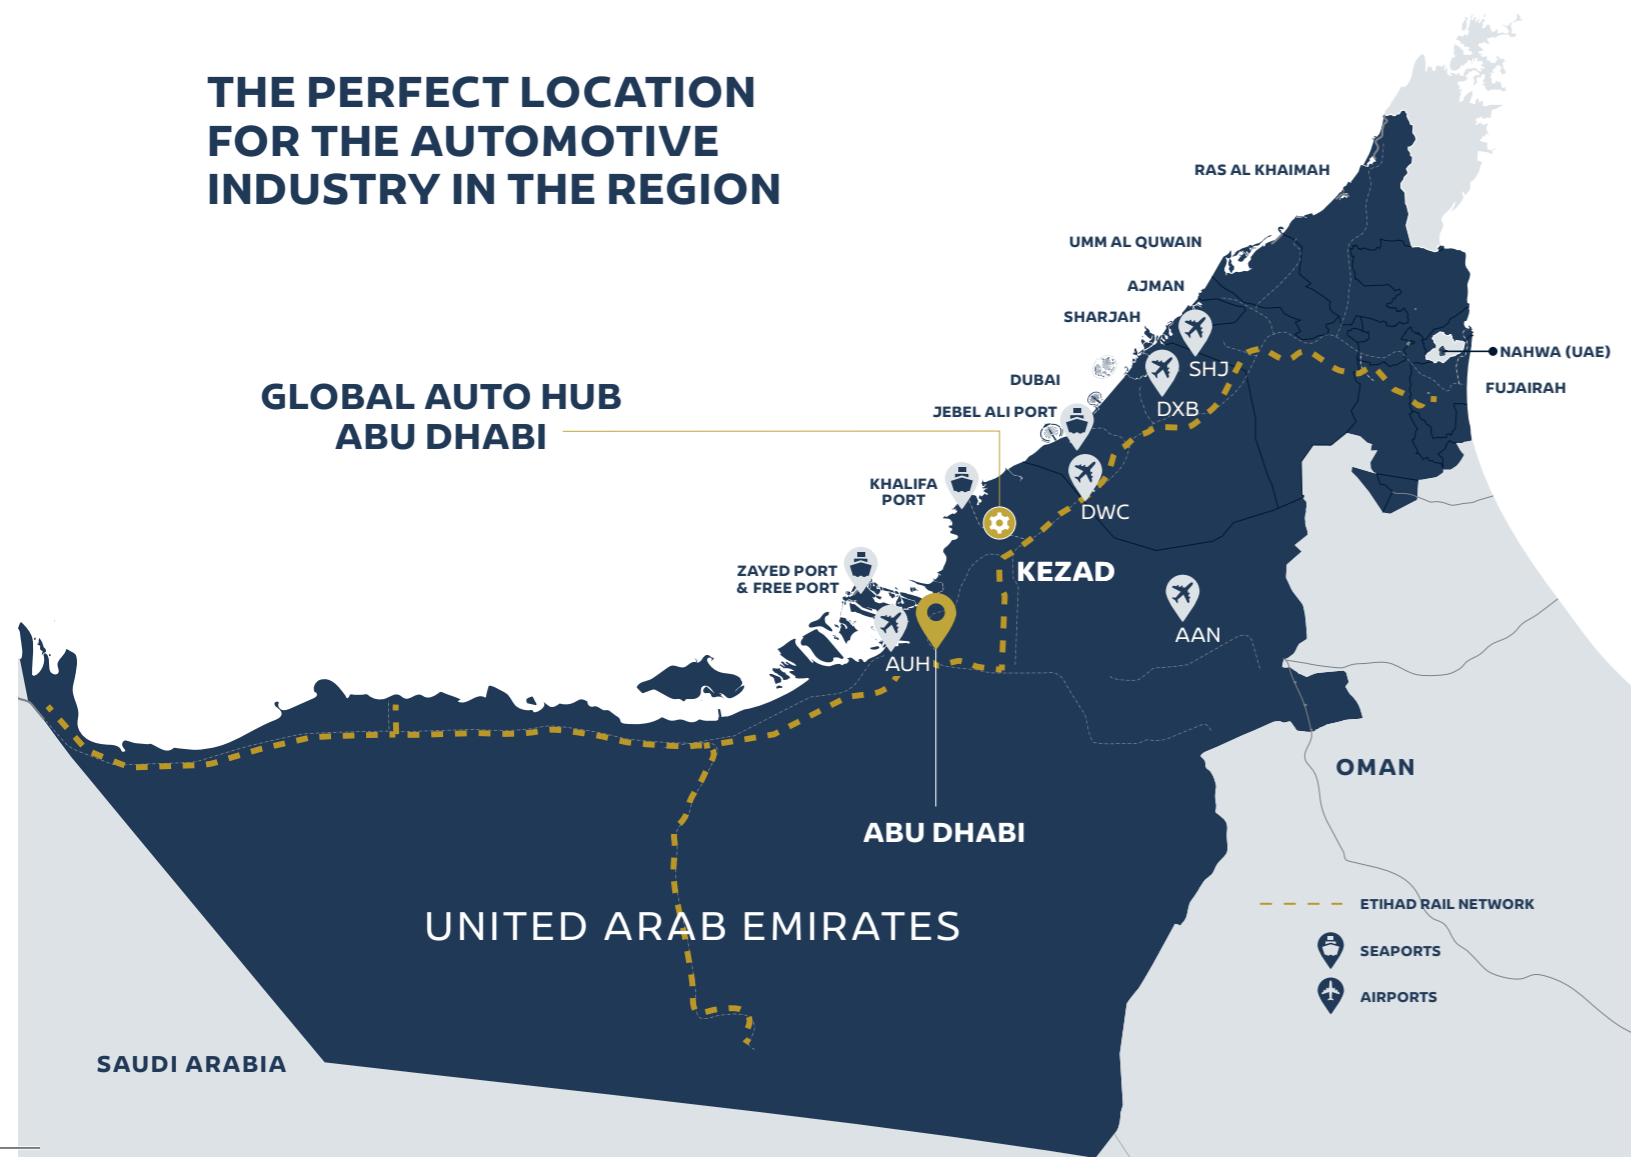 THE PERFECT LOCATION
FOR THE AUTOMOTIVE
INDUSTRY IN THE REGION
RAS AL KHAIMAH
UMM AL QUWAIN
AJMAN
SHARJAH
NAHWA (UAE)
SHJ
DUBAI
FUJAIRAH
GLOBAL AUTO HUB
ABU DHABI
JEBEL ALI PORT
DXB
KHALIFA
PORT
DWC
ZAYED PORT
& FREE PORT
KEZAD
AAN
AUH
OMAN
ABU DHABI
UNITED ARAB EMIRATES
ETIHAD RAIL NETWORK
SEAPORTS
AIRPORTS
SAUDI ARABIA